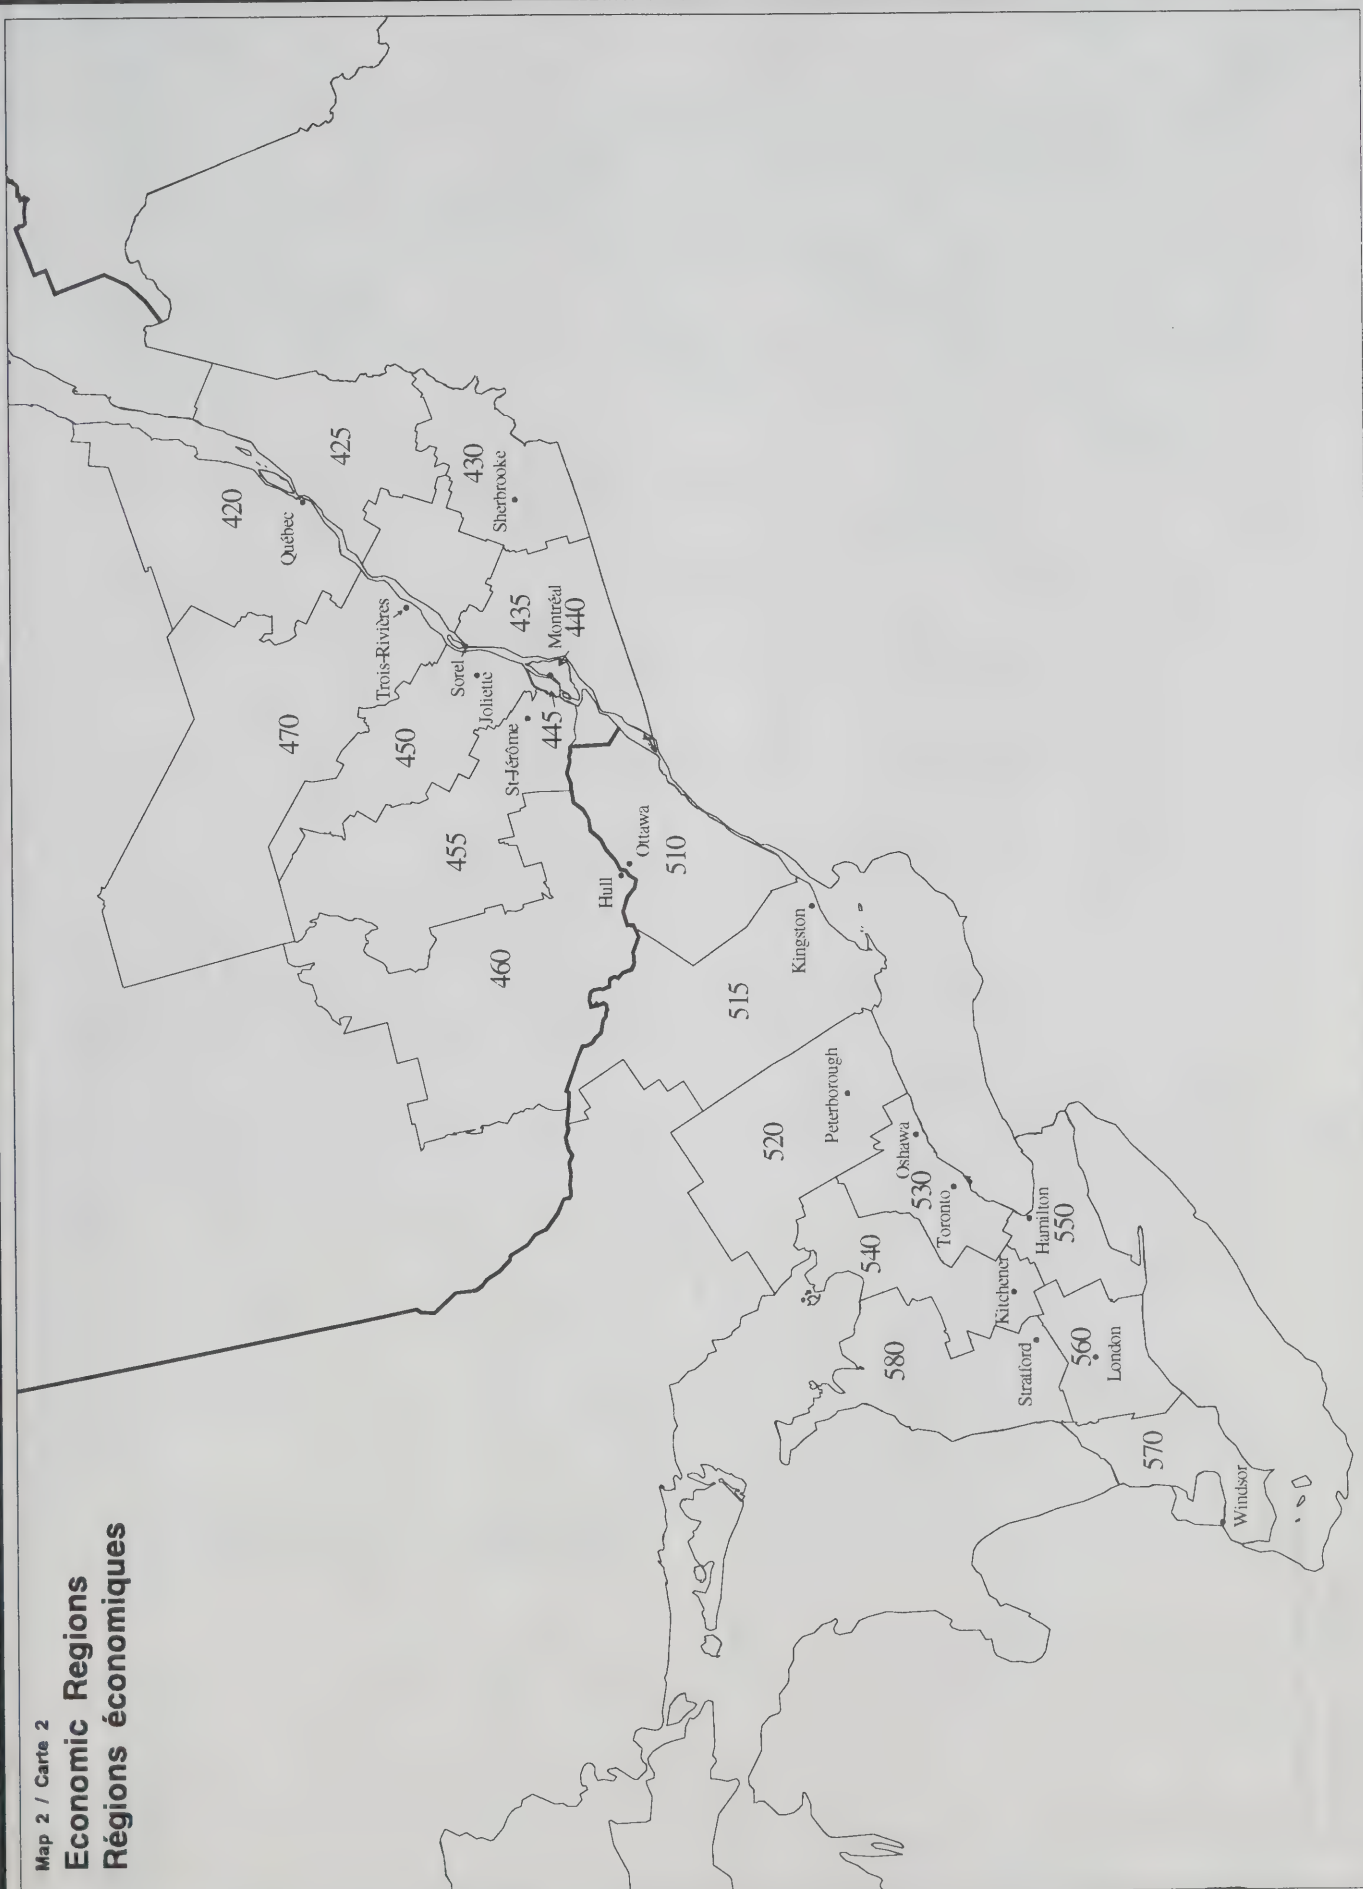 Map 2 / Carte 2
Economic Regions
Régions économiques
420
Québec
425
470
Trois-Rivières
430
Sherbrooke
450
Sorel
Joliette
435
Montréal
440
455
St-Jérôme
445
460
Hull
Ottawa
510
515
Kingston
520
Peterborough
Oshawa
530
Toronto
540
Hamilton
550
Kitchener
580
Stratford
560
London
570
Windsor